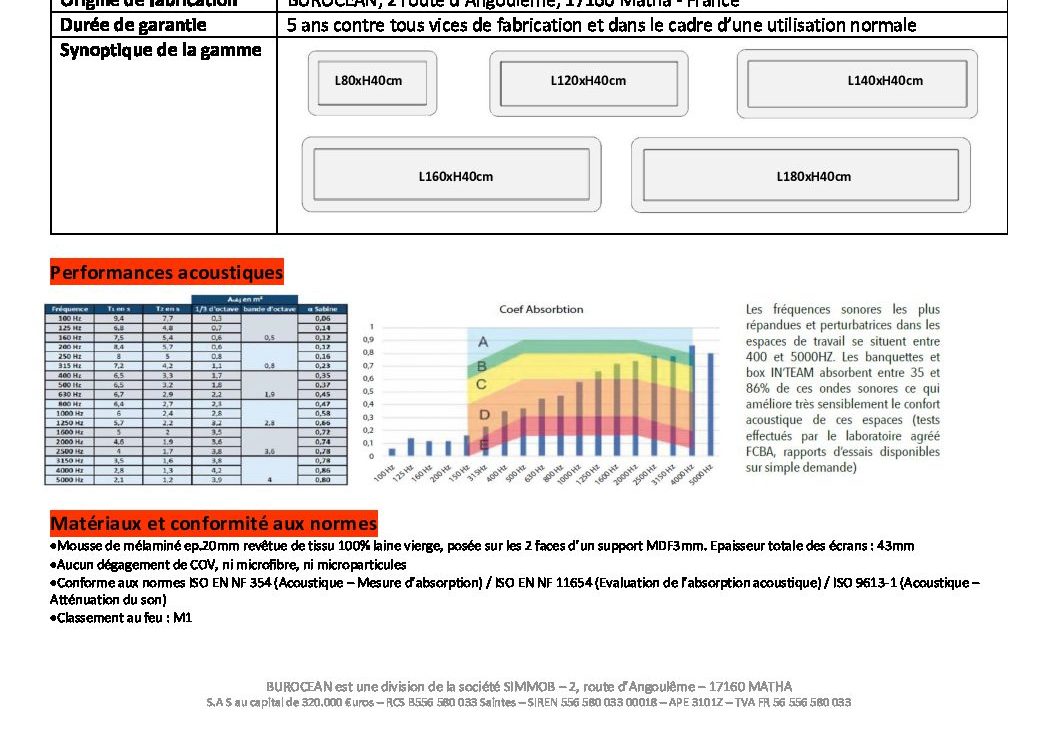 Origine de fabrication BUROCEAN, 2 route d'Angoulême, 17160 Matha - France
Durée de garantie 5 ans contre tous vices de fabrication et dans le cadre d'une utilisation normale
Synoptique de la gamme
L80xH40cm L120xH40cm L140xH40cm
L160xH40cm L180xH40cm
Performances acoustiques
A₀bj en m²
Fréquence T1 en s T2 en s 1/3 d'octave bande d'octave α Sabine
100 Hz 9,4 7,7 0,3 0,06
125 Hz 6,8 4,8 0,7 0,14
160 Hz 7,5 5,4 0,6 0,5 0,12
200 Hz 8,4 5,7 0,6 0,12
250 Hz 8 5 0,8 0,16
315 Hz 7,2 4,2 1,1 0,8 0,23
400 Hz 6,5 3,3 1,7 0,35
500 Hz 6,5 3,2 1,8 0,37
630 Hz 6,7 2,9 2,2 1,9 0,45
800 Hz 6,4 2,7 2,3 0,47
1000 Hz 6 2,4 2,8 0,58
1250 Hz 5,7 2,2 3,2 2,8 0,66
1600 Hz 5 2 3,5 0,72
2000 Hz 4,6 1,9 3,6 0,74
2500 Hz 4 1,7 3,8 3,6 0,78
3150 Hz 3,5 1,6 3,8 0,78
4000 Hz 2,8 1,3 4,2 0,86
5000 Hz 2,1 1,2 3,9 4 0,80
Coef Absorbtion
1
0,9
0,8
0,7
0,6
0,5
0,4
0,3
0,2
0,1
0
A
B
C
D
E
100 Hz 125 Hz 160 Hz 200 Hz 150 Hz 315Hz 400 Hz 500 Hz 630 Hz 800 Hz 1000 Hz 1250 Hz 1600 Hz 2000 Hz 2500 Hz 3150 Hz 4000 Hz 5000 Hz
Les fréquences sonores les plus
répandues et perturbatrices dans les
espaces de travail se situent entre
400 et 5000HZ. Les banquettes et
box IN'TEAM absorbent entre 35 et
86% de ces ondes sonores ce qui
améliore très sensiblement le confort
acoustique de ces espaces (tests
effectués par le laboratoire agréé
FCBA, rapports d'essais disponibles
sur simple demande)
Matériaux et conformité aux normes
•Mousse de mélaminé ep.20mm revêtue de tissu 100% laine vierge, posée sur les 2 faces d'un support MDF3mm. Epaisseur totale des écrans : 43mm
•Aucun dégagement de COV, ni microfibre, ni microparticules
•Conforme aux normes ISO EN NF 354 (Acoustique – Mesure d'absorption) / ISO EN NF 11654 (Evaluation de l'absorption acoustique) / ISO 9613-1 (Acoustique –
Atténuation du son)
•Classement au feu : M1
BUROCEAN est une division de la société SIMMOB – 2, route d'Angoulême – 17160 MATHA
S.A S au capital de 320.000 €uros – RCS B556 580 033 Saintes – SIREN 556 580 033 00018 – APE 3101Z – TVA FR 56 556 580 033